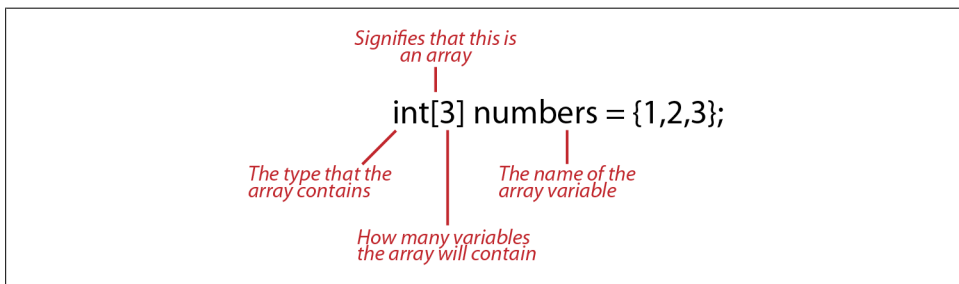 Signifies that this is
an array
int[3] numbers = {1,2,3};
The type that the
array contains
The name of the
array variable
How many variables
the array will contain